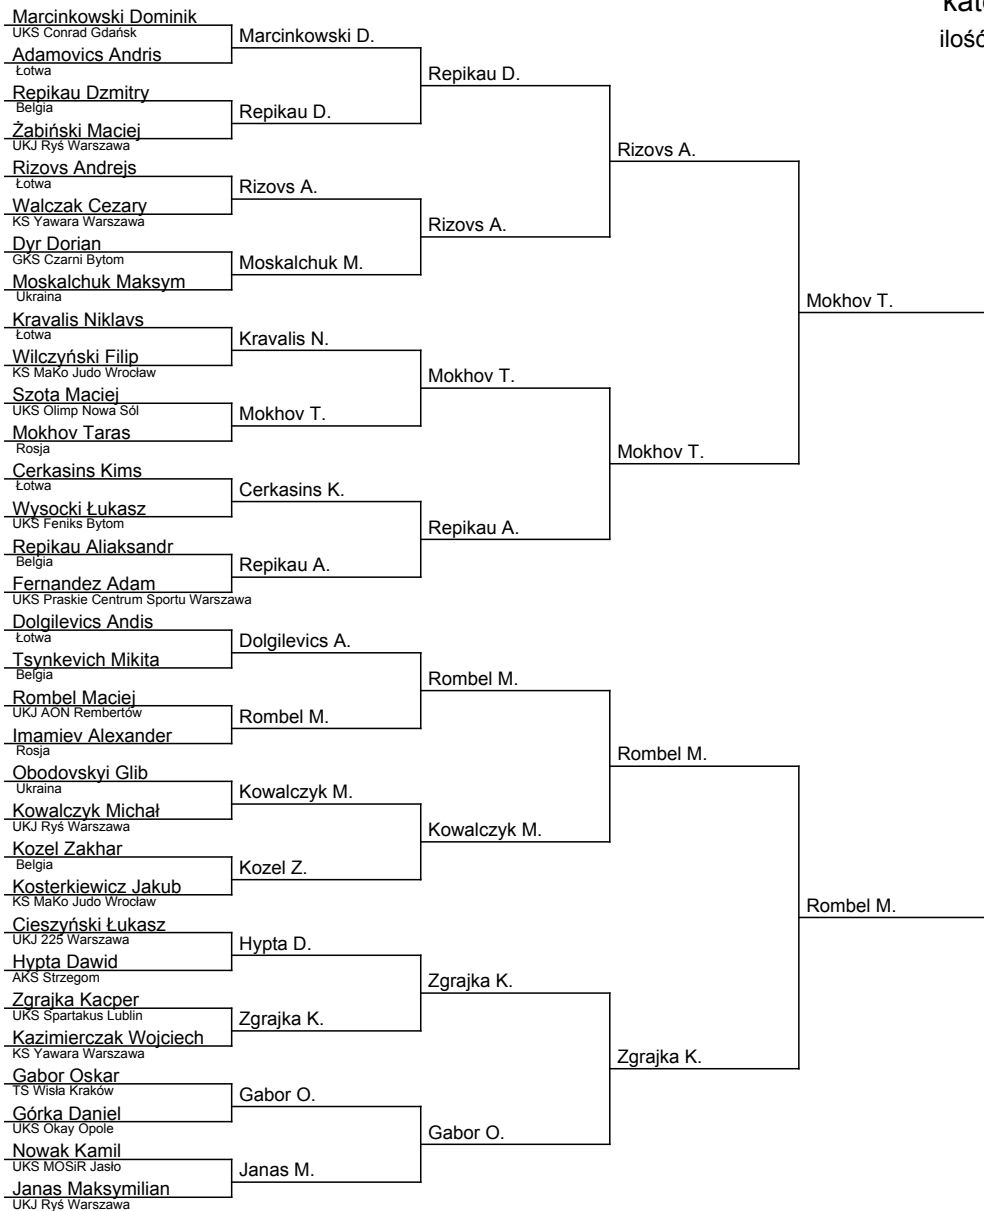 kat
ilość
Marcinkowski Dominik
UKS Conrad Gdańsk
Adamovics Andris
Łotwa
Repikau Dzmitry
Belgia
Żabiński Maciej
UKJ Ryś Warszawa
Rizovs Andrejs
Łotwa
Walczak Cezary
KS Yawara Warszawa
Dyr Dorian
GKS Czarni Bytom
Moskalchuk Maksym
Ukraina
Kravalis Niklavs
Łotwa
Wilczyński Filip
KS MaKo Judo Wrocław
Szota Maciej
UKS Olimp Nowa Sól
Mokhov Taras
Rosja
Cerkasins Kims
Łotwa
Wysocki Łukasz
UKS Feniks Bytom
Repikau Aliaksandr
Belgia
Fernandez Adam
UKS Praskie Centrum Sportu Warszawa
Dolgilevics Andis
Łotwa
Tsynkevich Mikita
Belgia
Rombel Maciej
UKJ AON Rembertów
Imamiev Alexander
Rosja
Obodovskyi Glib
Ukraina
Kowalczyk Michał
UKJ Ryś Warszawa
Kozel Zakhar
Belgia
Kosterkiewicz Jakub
KS MaKo Judo Wrocław
Cieszyński Łukasz
UKJ 225 Warszawa
Hypta Dawid
AKS Strzegom
Zgrajka Kacper
UKS Spartakus Lublin
Kazimierczak Wojciech
KS Yawara Warszawa
Gabor Oskar
TS Wisła Kraków
Górka Daniel
UKS Okay Opole
Nowak Kamil
UKS MOSiR Jasło
Janas Maksymilian
UKJ Ryś Warszawa
Marcinkowski D.
Repikau D.
Rizovs A.
Moskalchuk M.
Kravalis N.
Mokhov T.
Cerkasins K.
Repikau A.
Dolgilevics A.
Rombel M.
Kowalczyk M.
Kozel Z.
Hypta D.
Zgrajka K.
Gabor O.
Janas M.
Repikau D.
Rizovs A.
Mokhov T.
Repikau A.
Rombel M.
Kowalczyk M.
Zgrajka K.
Gabor O.
Rizovs A.
Mokhov T.
Rombel M.
Zgrajka K.
Mokhov T.
Rombel M.